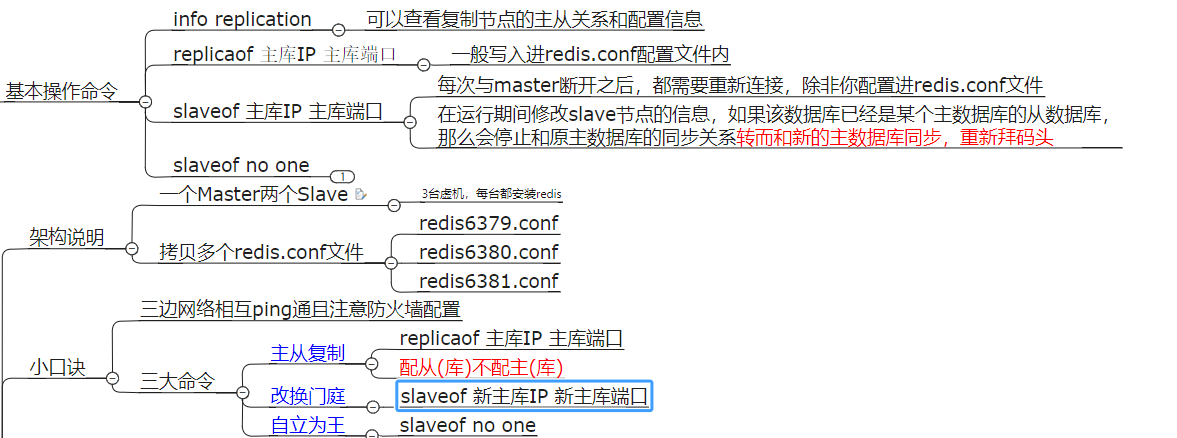 基本操作命令
info replication
可以查看复制节点的主从关系和配置信息
replicaof 主库IP 主库端口
一般写入进redis.conf配置文件内
slaveof 主库IP 主库端口
每次与master断开之后，都需要重新连接，除非你配置进redis.conf文件
在运行期间修改slave节点的信息，如果该数据库已经是某个主数据库的从数据库，
那么会停止和原主数据库的同步关系转而和新的主数据库同步，重新拜码头
slaveof no one
1
架构说明
一个Master两个Slave
3台虚机，每台都安装redis
拷贝多个redis.conf文件
redis6379.conf
redis6380.conf
redis6381.conf
小口诀
三边网络相互ping通且注意防火墙配置
三大命令
主从复制
replicaof 主库IP 主库端口
配从(库)不配主(库)
改换门庭
slaveof 新主库IP 新主库端口
自立为王
slaveof no one